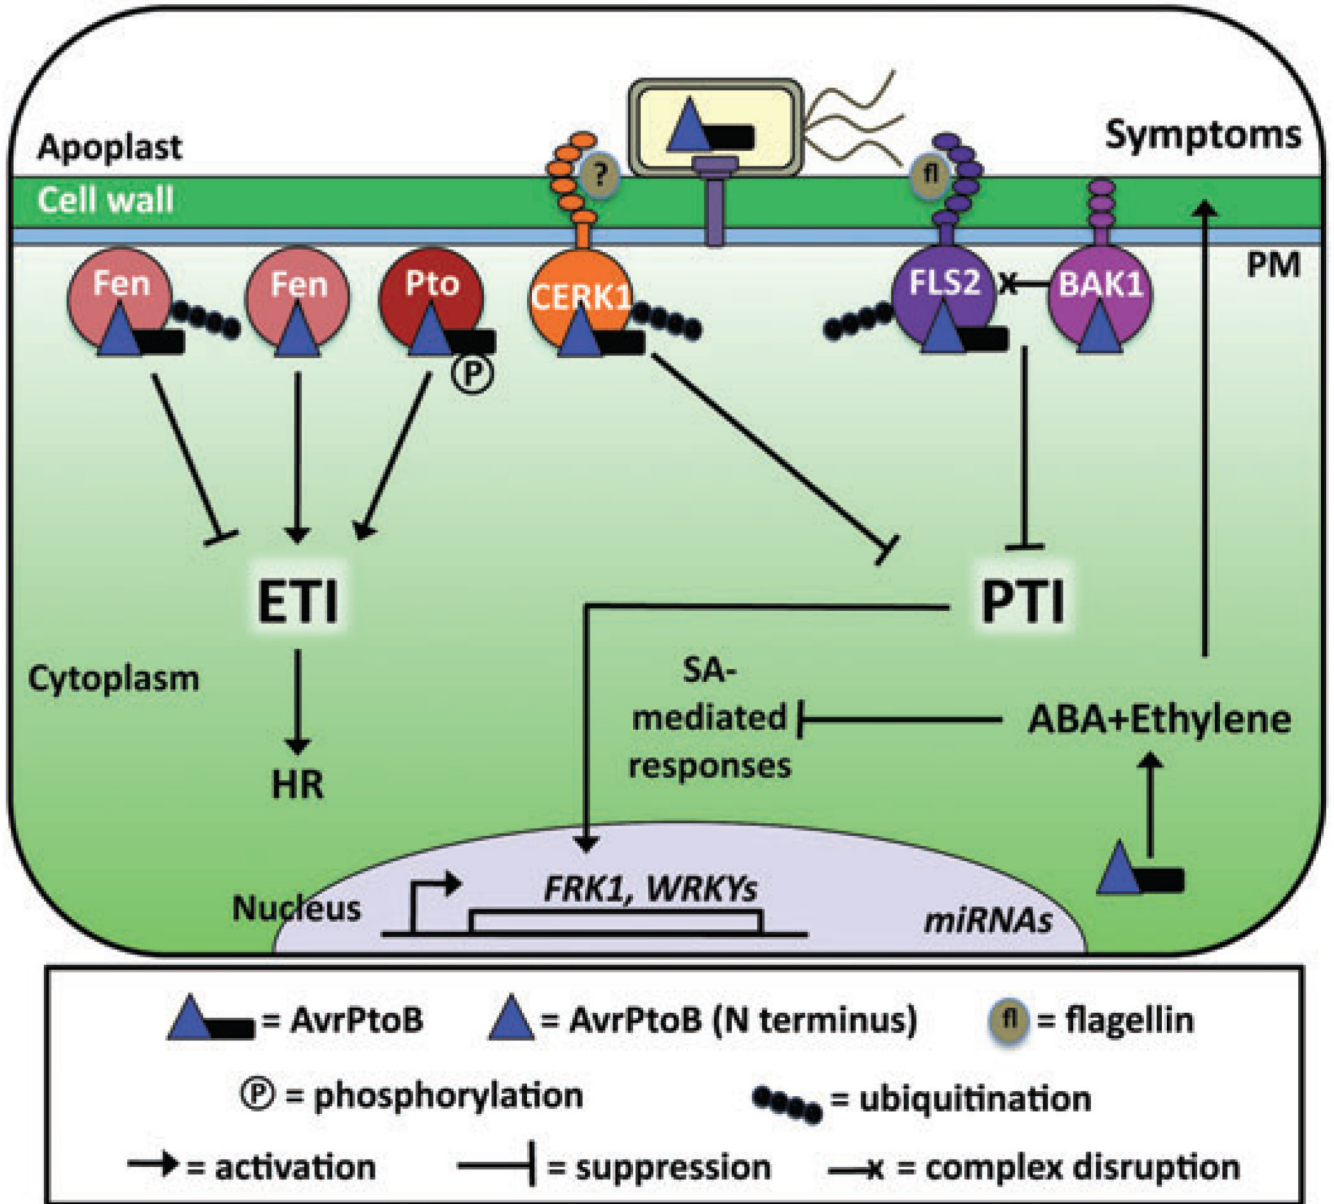 Apoplast
Symptoms
?
fl
Cell wall
PM
Fen
Fen
Pto
CERK1
FLS2
x
BAK1
P
ETI
PTI
SA-
mediated
responses
Cytoplasm
ABA+Ethylene
HR
FRK1, WRKYs
Nucleus
miRNAs
= AvrPtoB
= AvrPtoB (N terminus)
fl = flagellin
P = phosphorylation
= ubiquitination
= activation
= suppression
x = complex disruption